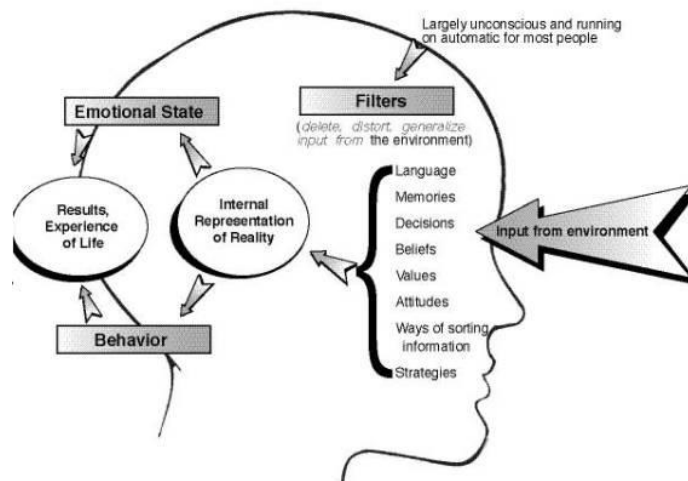 Largely unconscious and running
on automatic for most people
Emotional State
Filters
(delete, distort, generalize
input from the environment)
Results,
Experience
of Life
Internal
Representation
of Reality
Language
Memories
Decisions
Beliefs
Values
Attitudes
Ways of sorting
information
Strategies
Input from environment
Behavior